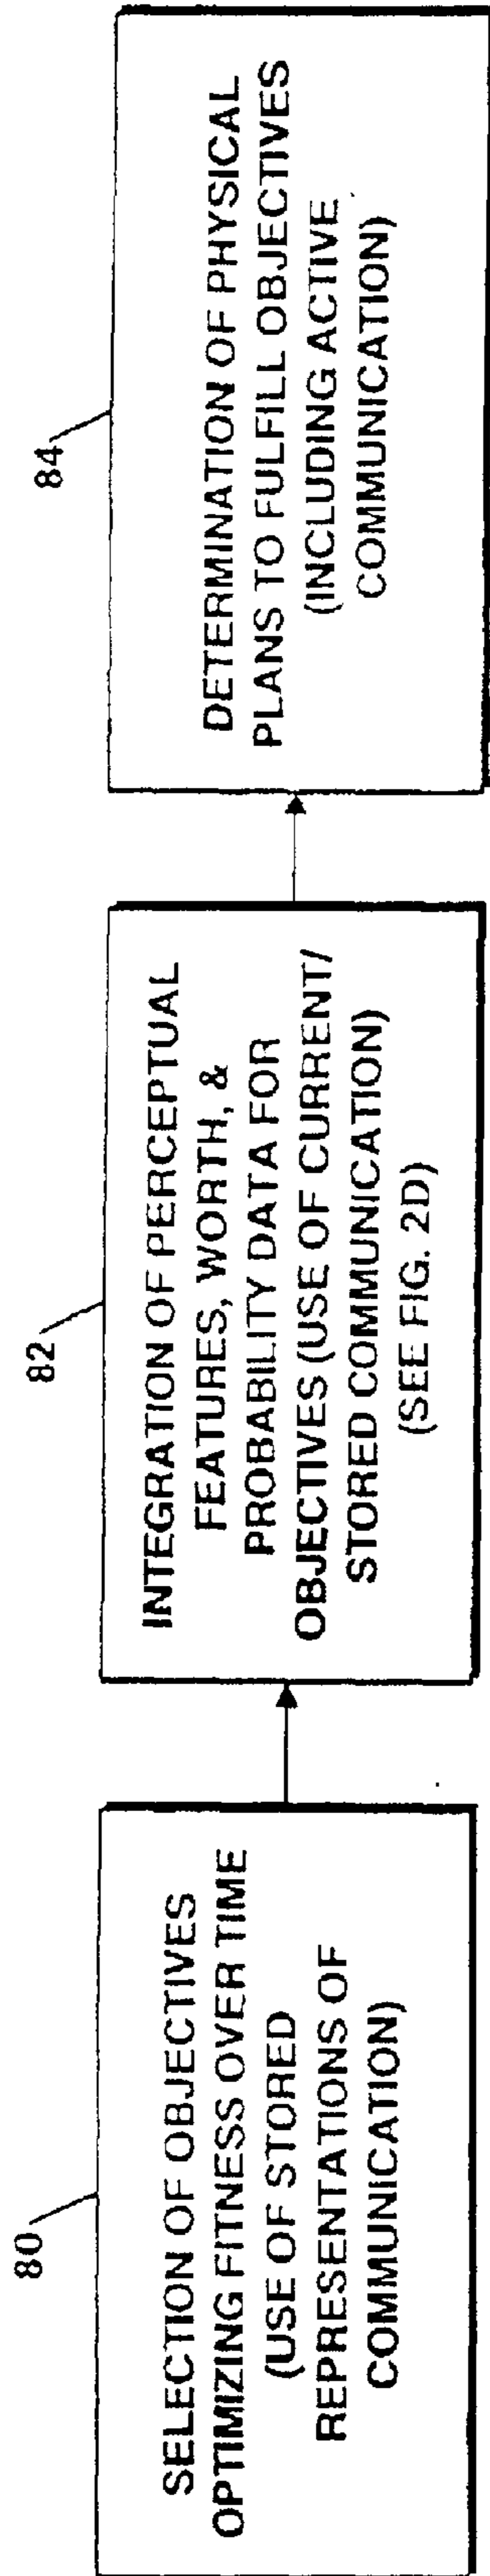 80
SELECTION OF OBJECTIVES
OPTIMIZING FITNESS OVER TIME
(USE OF STORED
REPRESENTATIONS OF
COMMUNICATION)
82
INTEGRATION OF PERCEPTUAL
FEATURES, WORTH, &
PROBABILITY DATA FOR
OBJECTIVES (USE OF CURRENT/
STORED COMMUNICATION)
(SEE FIG. 2D)
84
DETERMINATION OF PHYSICAL
PLANS TO FULFILL OBJECTIVES
(INCLUDING ACTIVE
COMMUNICATION)